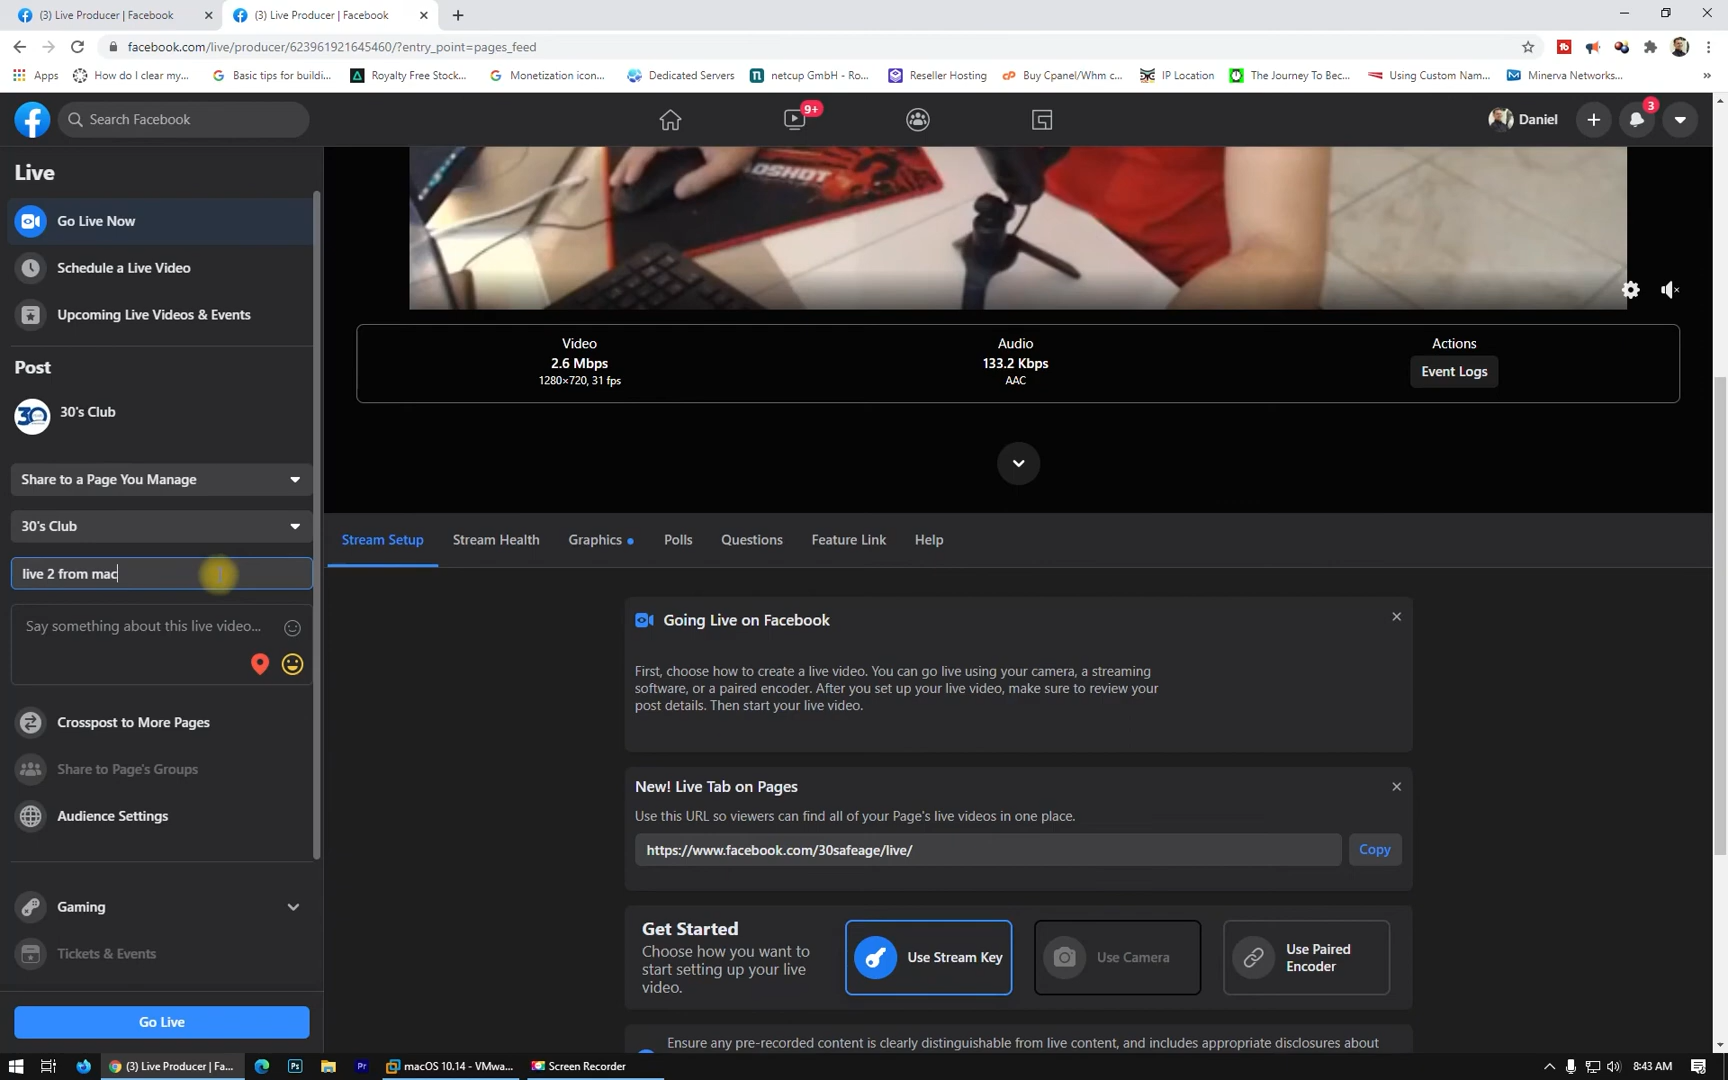 (3) Live Producer | Facebook
(3) Live Producer | Facebook
facebook.com/live/producer/623961921645460/?entry_point=pages_feed
Apps
How do I clear my...
Basic tips for buildi...
Royalty Free Stock...
Monetization icon...
Dedicated Servers
netcup GmbH - Ro...
Reseller Hosting
Buy Cpanel/Whm c...
IP Location
The Journey To Bec...
Using Custom Nam...
Minerva Networks...
Search Facebook
9+
Daniel
3
Live
Go Live Now
Schedule a Live Video
Upcoming Live Videos & Events
Post
30's Club
Share to a Page You Manage
30's Club
live 2 from mac
Say something about this live video...
Crosspost to More Pages
Share to Page's Groups
Audience Settings
Gaming
Tickets & Events
Go Live
Video
2.6 Mbps
1280×720, 31 fps
Audio
133.2 Kbps
AAC
Actions
Event Logs
Stream Setup
Stream Health
Graphics
Polls
Questions
Feature Link
Help
Going Live on Facebook
First, choose how to create a live video. You can go live using your camera, a streaming
software, or a paired encoder. After you set up your live video, make sure to review your
post details. Then start your live video.
New! Live Tab on Pages
Use this URL so viewers can find all of your Page's live videos in one place.
https://www.facebook.com/30safeage/live/
Copy
Get Started
Choose how you want to
start setting up your live
video.
Use Stream Key
Use Camera
Use Paired
Encoder
Ensure any pre-recorded content is clearly distinguishable from live content, and includes appropriate disclosures about
(3) Live Producer | Fa...
macOS 10.14 - VMwa...
Screen Recorder
8:43 AM